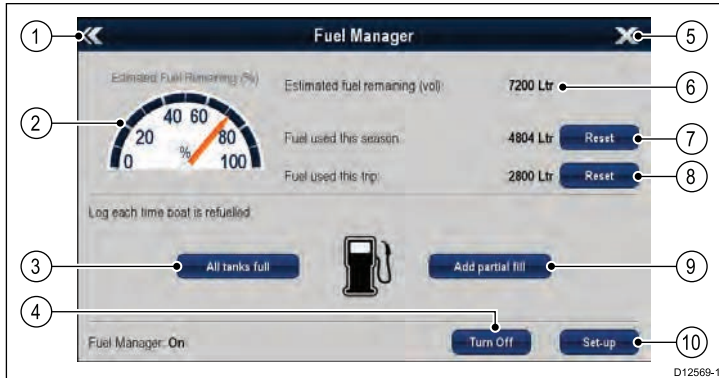 1
Fuel Manager
5
Estimated Fuel Remaining (%)
Estimated fuel remaining (vol):
7200 Ltr
6
2
0
20
40
60
80
100
%
Fuel used this season:
4804 Ltr
Reset
7
Fuel used this trip:
2800 Ltr
Reset
8
Log each time boat is refuelled
3
All tanks full
Add partial fill
9
4
Fuel Manager: On
Turn Off
Set-up
10
D12569-1